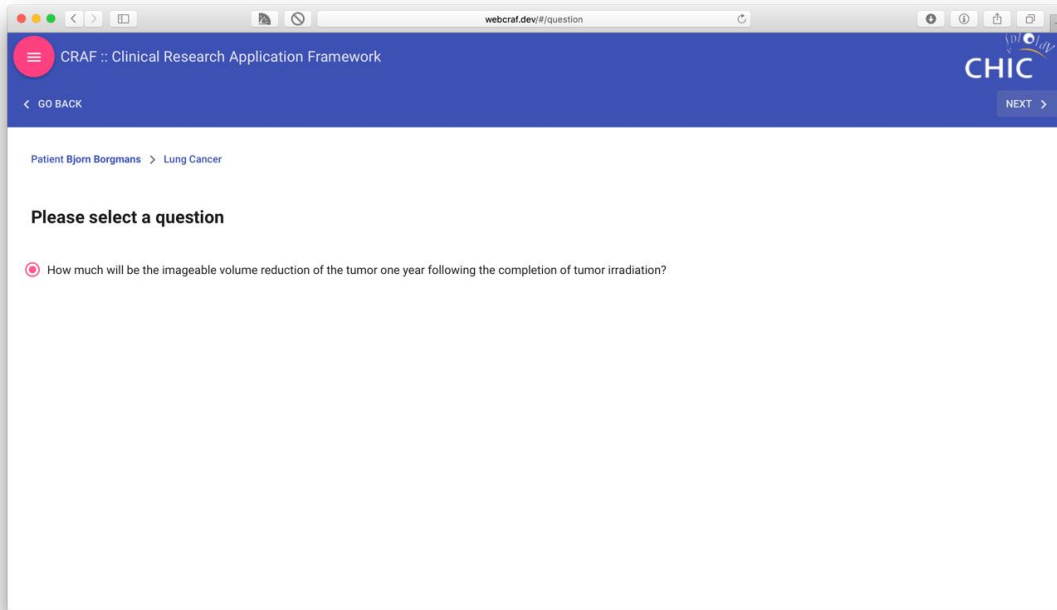 webcraf.dev/#/question
CRAF :: Clinical Research Application Framework
CHIC
GO BACK
NEXT
Patient Bjorn Borgmans > Lung Cancer
Please select a question
How much will be the imageable volume reduction of the tumor one year following the completion of tumor irradiation?